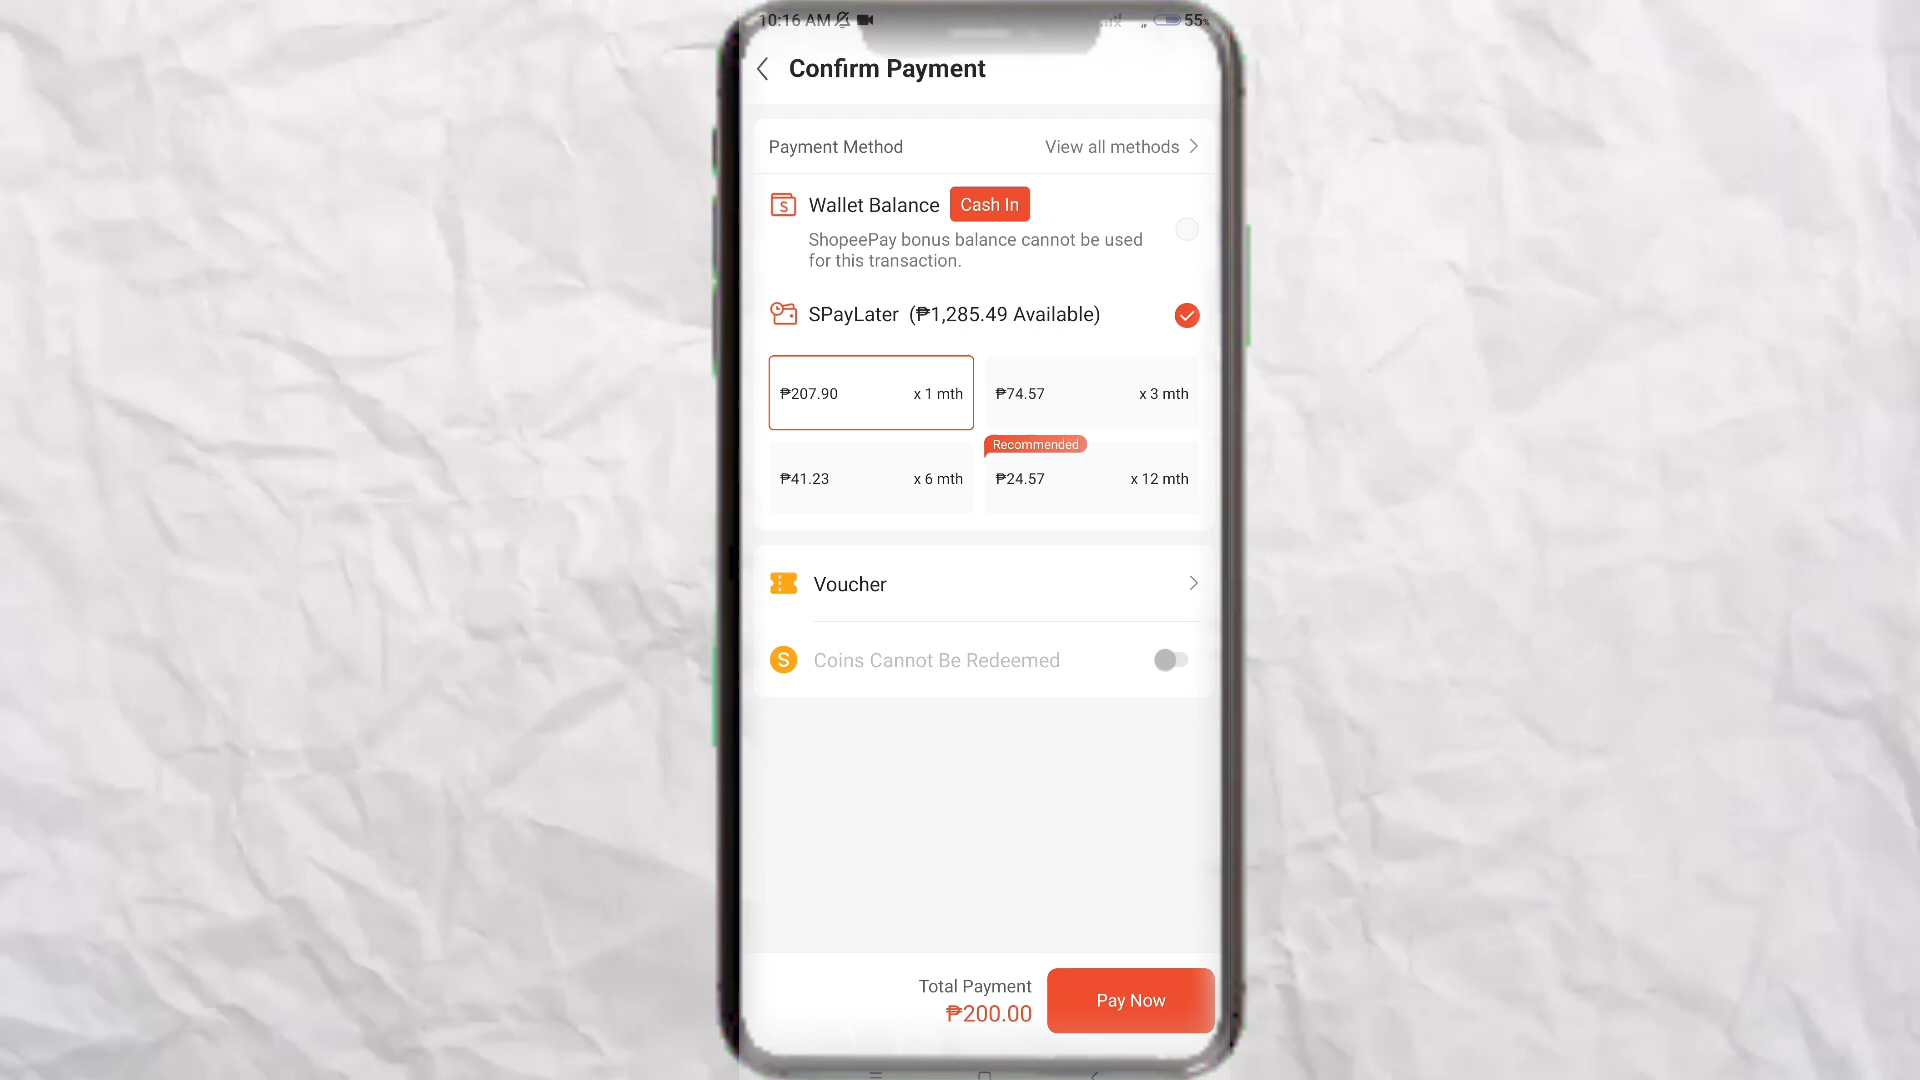 10:16 AM 55%
Confirm Payment
Payment Method View all methods
Wallet Balance Cash In
ShopeePay bonus balance cannot be used
for this transaction.
SPayLater (₱1,285.49 Available)
₱207.90 x 1 mth ₱74.57 x 3 mth
Recommended
₱41.23 x 6 mth ₱24.57 x 12 mth
Voucher
Coins Cannot Be Redeemed
Total Payment
₱200.00
Pay Now